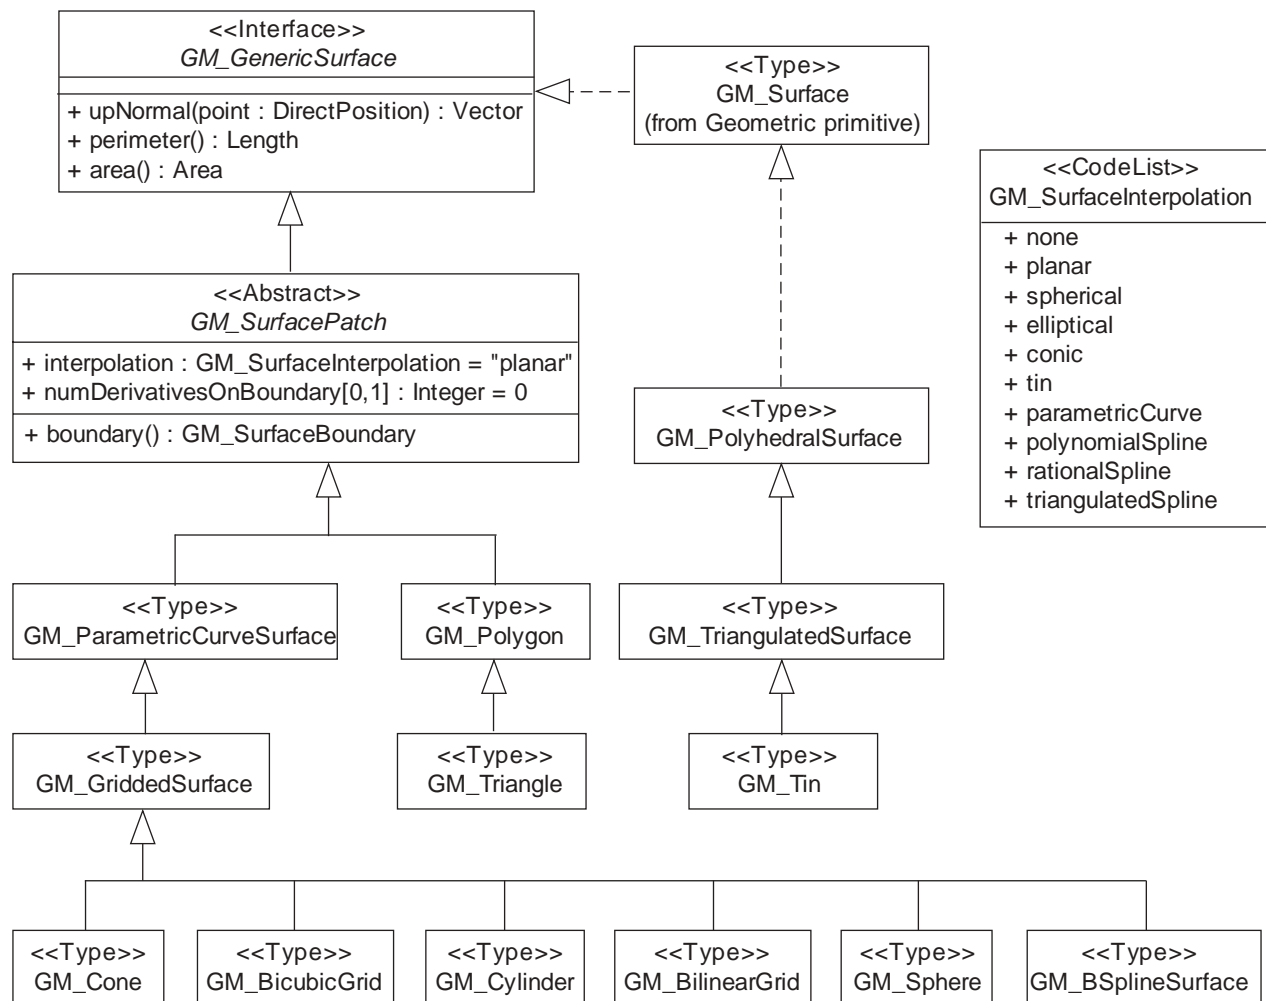 <<Interface>>
GM_GenericSurface
+ upNormal(point : DirectPosition) : Vector
+ perimeter() : Length
+ area() : Area
<<Type>>
GM_Surface
(from Geometric primitive)
<<CodeList>>
GM_SurfaceInterpolation
+ none
+ planar
+ spherical
+ elliptical
+ conic
+ tin
+ parametricCurve
+ polynomialSpline
+ rationalSpline
+ triangulatedSpline
<<Abstract>>
GM_SurfacePatch
+ interpolation : GM_SurfaceInterpolation = "planar"
+ numDerivativesOnBoundary[0,1] : Integer = 0
+ boundary() : GM_SurfaceBoundary
<<Type>>
GM_PolyhedralSurface
<<Type>>
GM_ParametricCurveSurface
<<Type>>
GM_Polygon
<<Type>>
GM_TriangulatedSurface
<<Type>>
GM_GriddedSurface
<<Type>>
GM_Triangle
<<Type>>
GM_Tin
<<Type>>
GM_Cone
<<Type>>
GM_BicubicGrid
<<Type>>
GM_Cylinder
<<Type>>
GM_BilinearGrid
<<Type>>
GM_Sphere
<<Type>>
GM_BSplineSurface